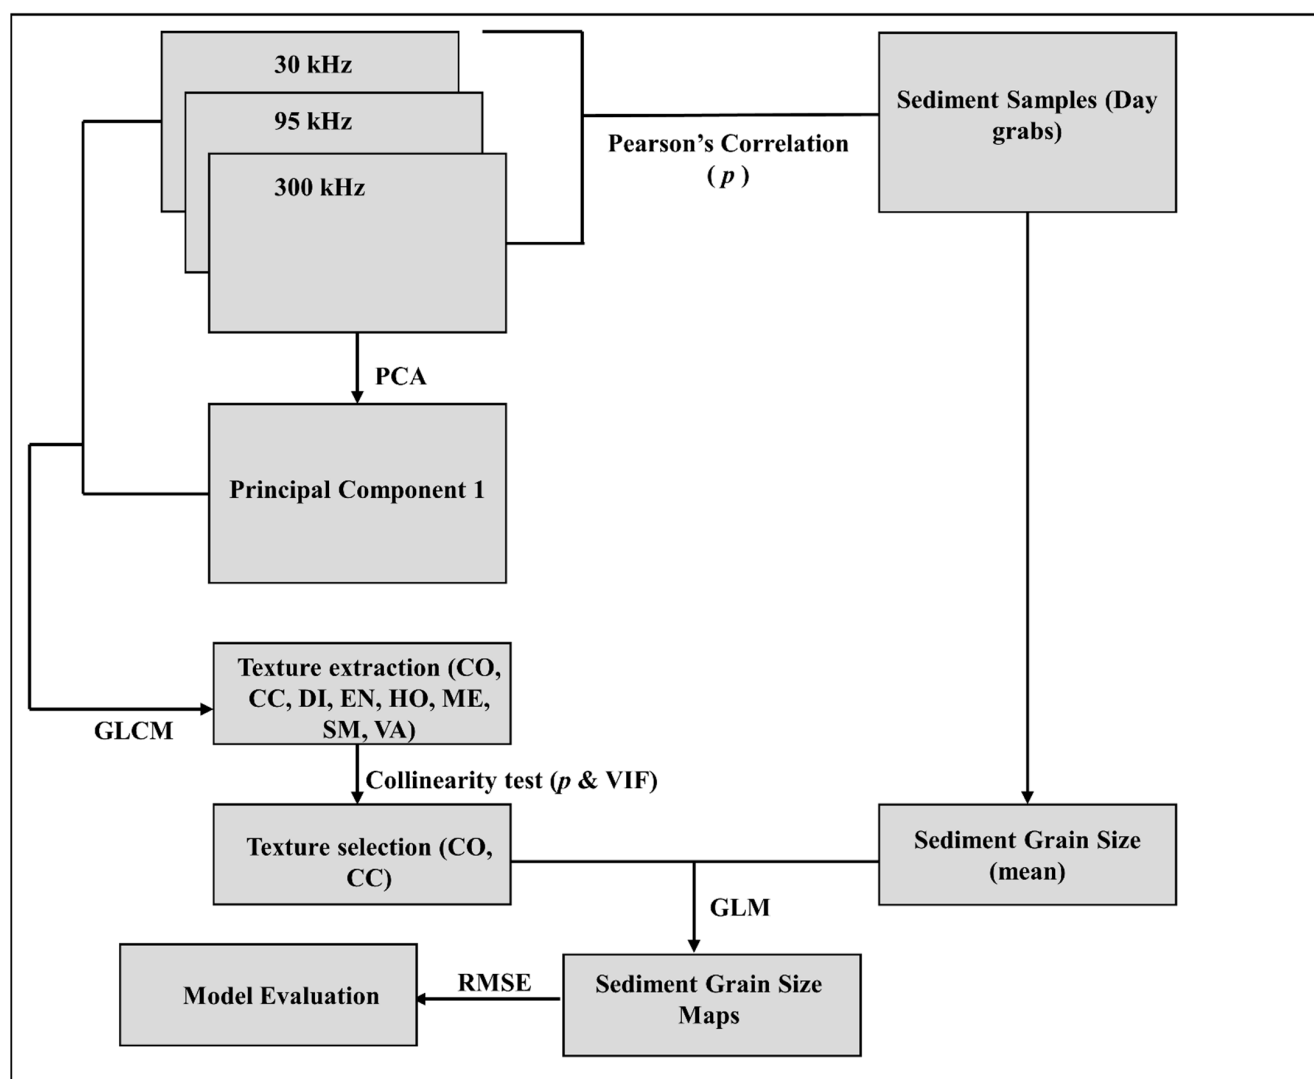 30 kHz
95 kHz
300 kHz
Pearson's Correlation
( p )
Sediment Samples (Day
grabs)
PCA
Principal Component 1
Texture extraction (CO,
CC, DI, EN, HO, ME,
SM, VA)
GLCM
Collinearity test (p & VIF)
Texture selection (CO,
CC)
Sediment Grain Size
(mean)
GLM
Sediment Grain Size
Maps
RMSE
Model Evaluation